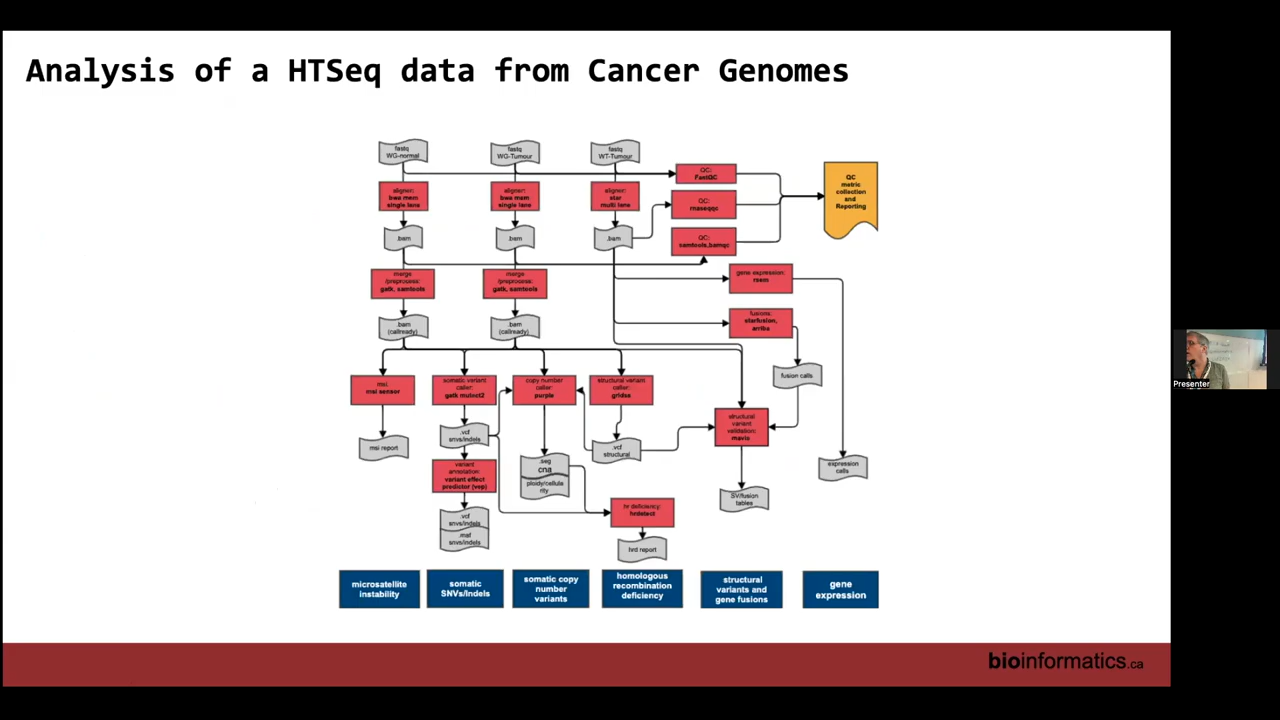 Analysis of a HTSeq data from Cancer Genomes
fastq
WG-normal
fastq
WG-Tumour
fastq
WT-Tumour
QC:
FastQC
QC
metric
collection
and
Reporting
aligner:
bwa mem
single lane
aligner:
bwa mem
single lane
aligner:
star
multi lane
QC:
rnaseqqc
.bam
.bam
.bam
QC:
samtools,bamqc
merge
/preprocess:
gatk, samtools
merge
/preprocess:
gatk, samtools
gene expression:
rsem
.bam
(callready)
.bam
(callready)
fusions:
starfusion,
arriba
fusion calls
msi:
msi sensor
somatic variant
caller:
gatk mutect2
copy number
caller:
purple
structural variant
caller:
gridss
structural
variant
validation:
mavis
msi report
.vcf
snvs/indels
.vcf
structural
variant
annotation:
variant effect
predictor (vep)
.seg
cna
ploidy/cellula
rity
expression
calls
SV/fusion
tables
.vcf
snvs/indels
.maf
snvs/indels
hr deficiency:
hrdetect
hrd report
microsatellite
instability
somatic
SNVs/Indels
somatic copy
number
variants
homologous
recombination
deficiency
structural
variants and
gene fusions
gene
expression
bioinformatics.ca
Presenter